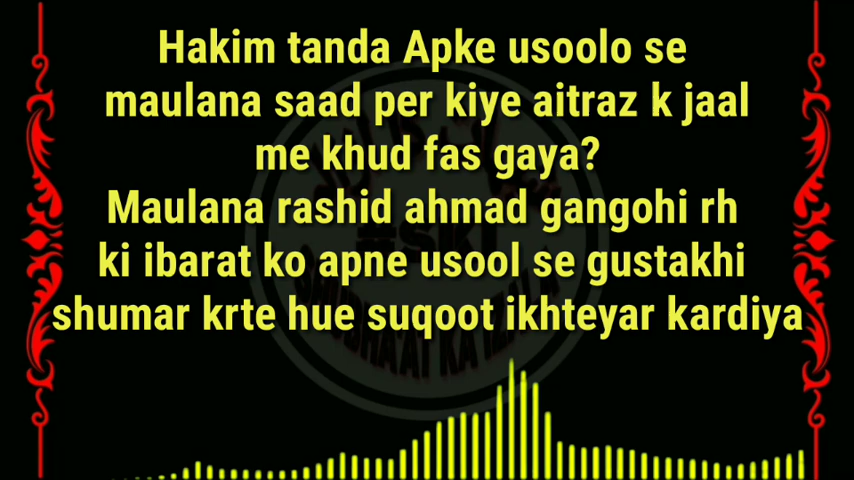 Hakim tanda Apke usoolo se
maulana saad per kiye aitraz k jaal
me khud fas gaya?
Maulana rashid ahmad gangohi rh
ki ibarat ko apne usool se gustakhi
shumar krte hue suqoot ikhteyar kardiya